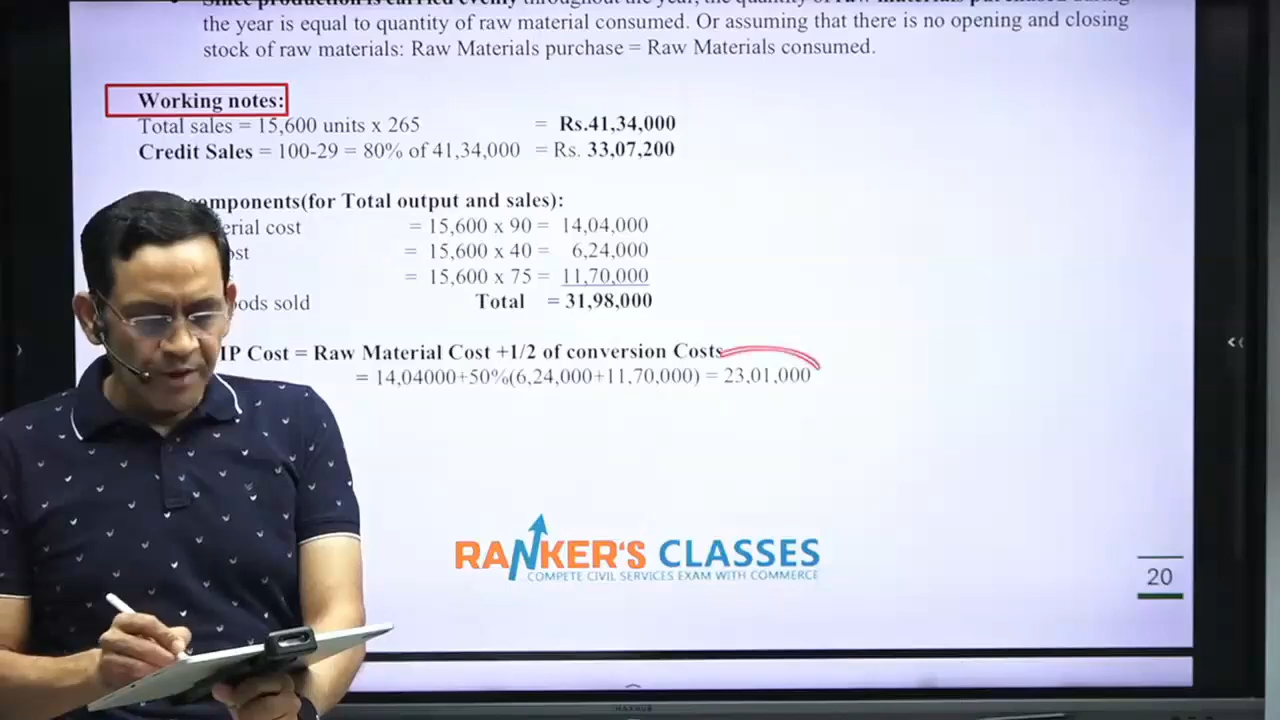 the year is equal to quantity of raw material consumed. Or assuming that there is no opening and closing
stock of raw materials: Raw Materials purchase = Raw Materials consumed.
Working notes:
Total sales = 15,600 units x 265 = Rs.41,34,000
Credit Sales = 100-29 = 80% of 41,34,000 = Rs. 33,07,200
omponents(for Total output and sales):
erial cost = 15,600 x 90 = 14,04,000
ost = 15,600 x 40 = 6,24,000
= 15,600 x 75 = 11,70,000
ods sold Total = 31,98,000
IP Cost = Raw Material Cost +1/2 of conversion Costs
= 14,04000+50%(6,24,000+11,70,000) = 23,01,000
RANKER'S CLASSES
COMPETE CIVIL SERVICES EXAM WITH COMMERCE
20